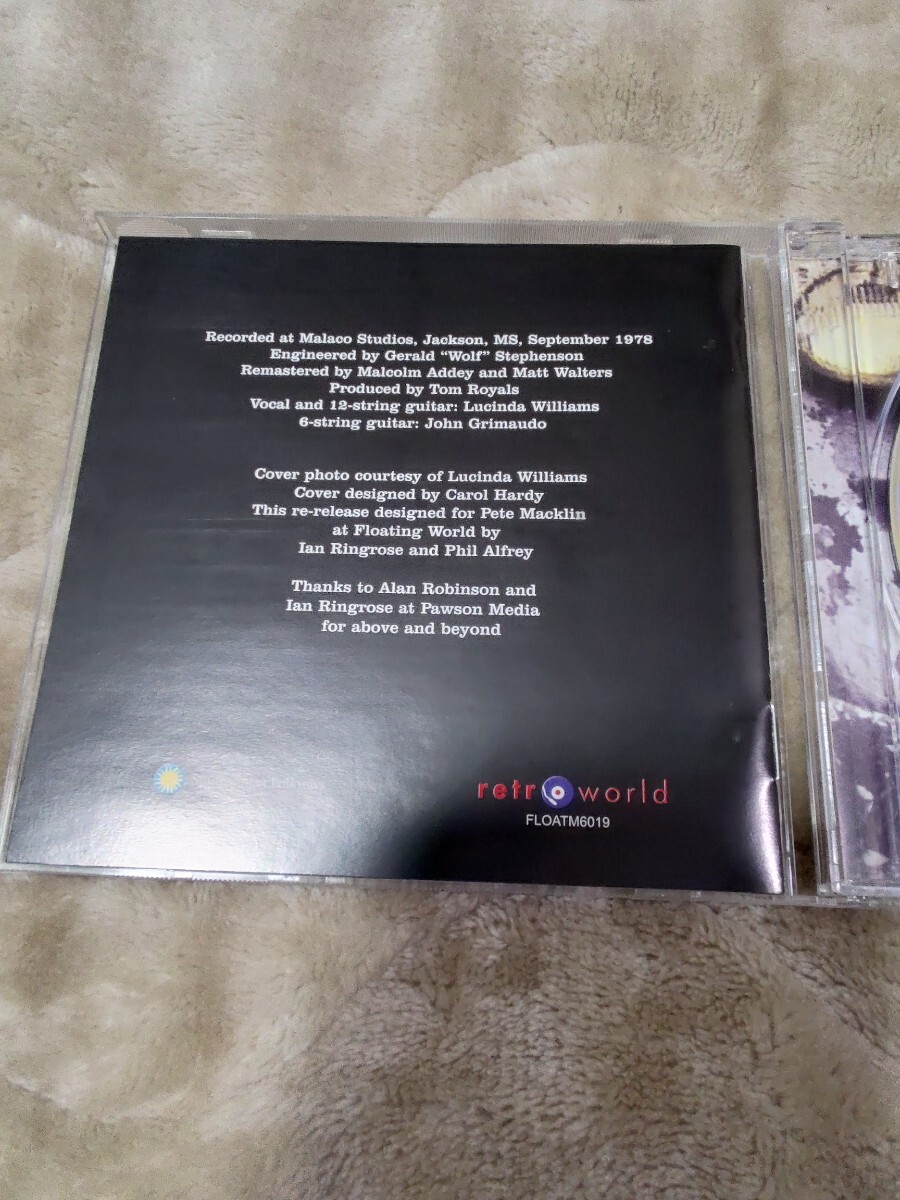 Recorded at Malaco Studios, Jackson, MS, September 1978
Engineered by Gerald “Wolf” Stephenson
Remastered by Malcolm Addey and Matt Walters
Produced by Tom Royals
Vocal and 12-string guitar: Lucinda Williams
6-string guitar: John Grimaudo
Cover photo courtesy of Lucinda Williams
Cover designed by Carol Hardy
This re-release designed for Pete Macklin
at Floating World by
Ian Ringrose and Phil Alfrey
Thanks to Alan Robinson and
Ian Ringrose at Pawson Media
for above and beyond
retroworld
FLOATM6019